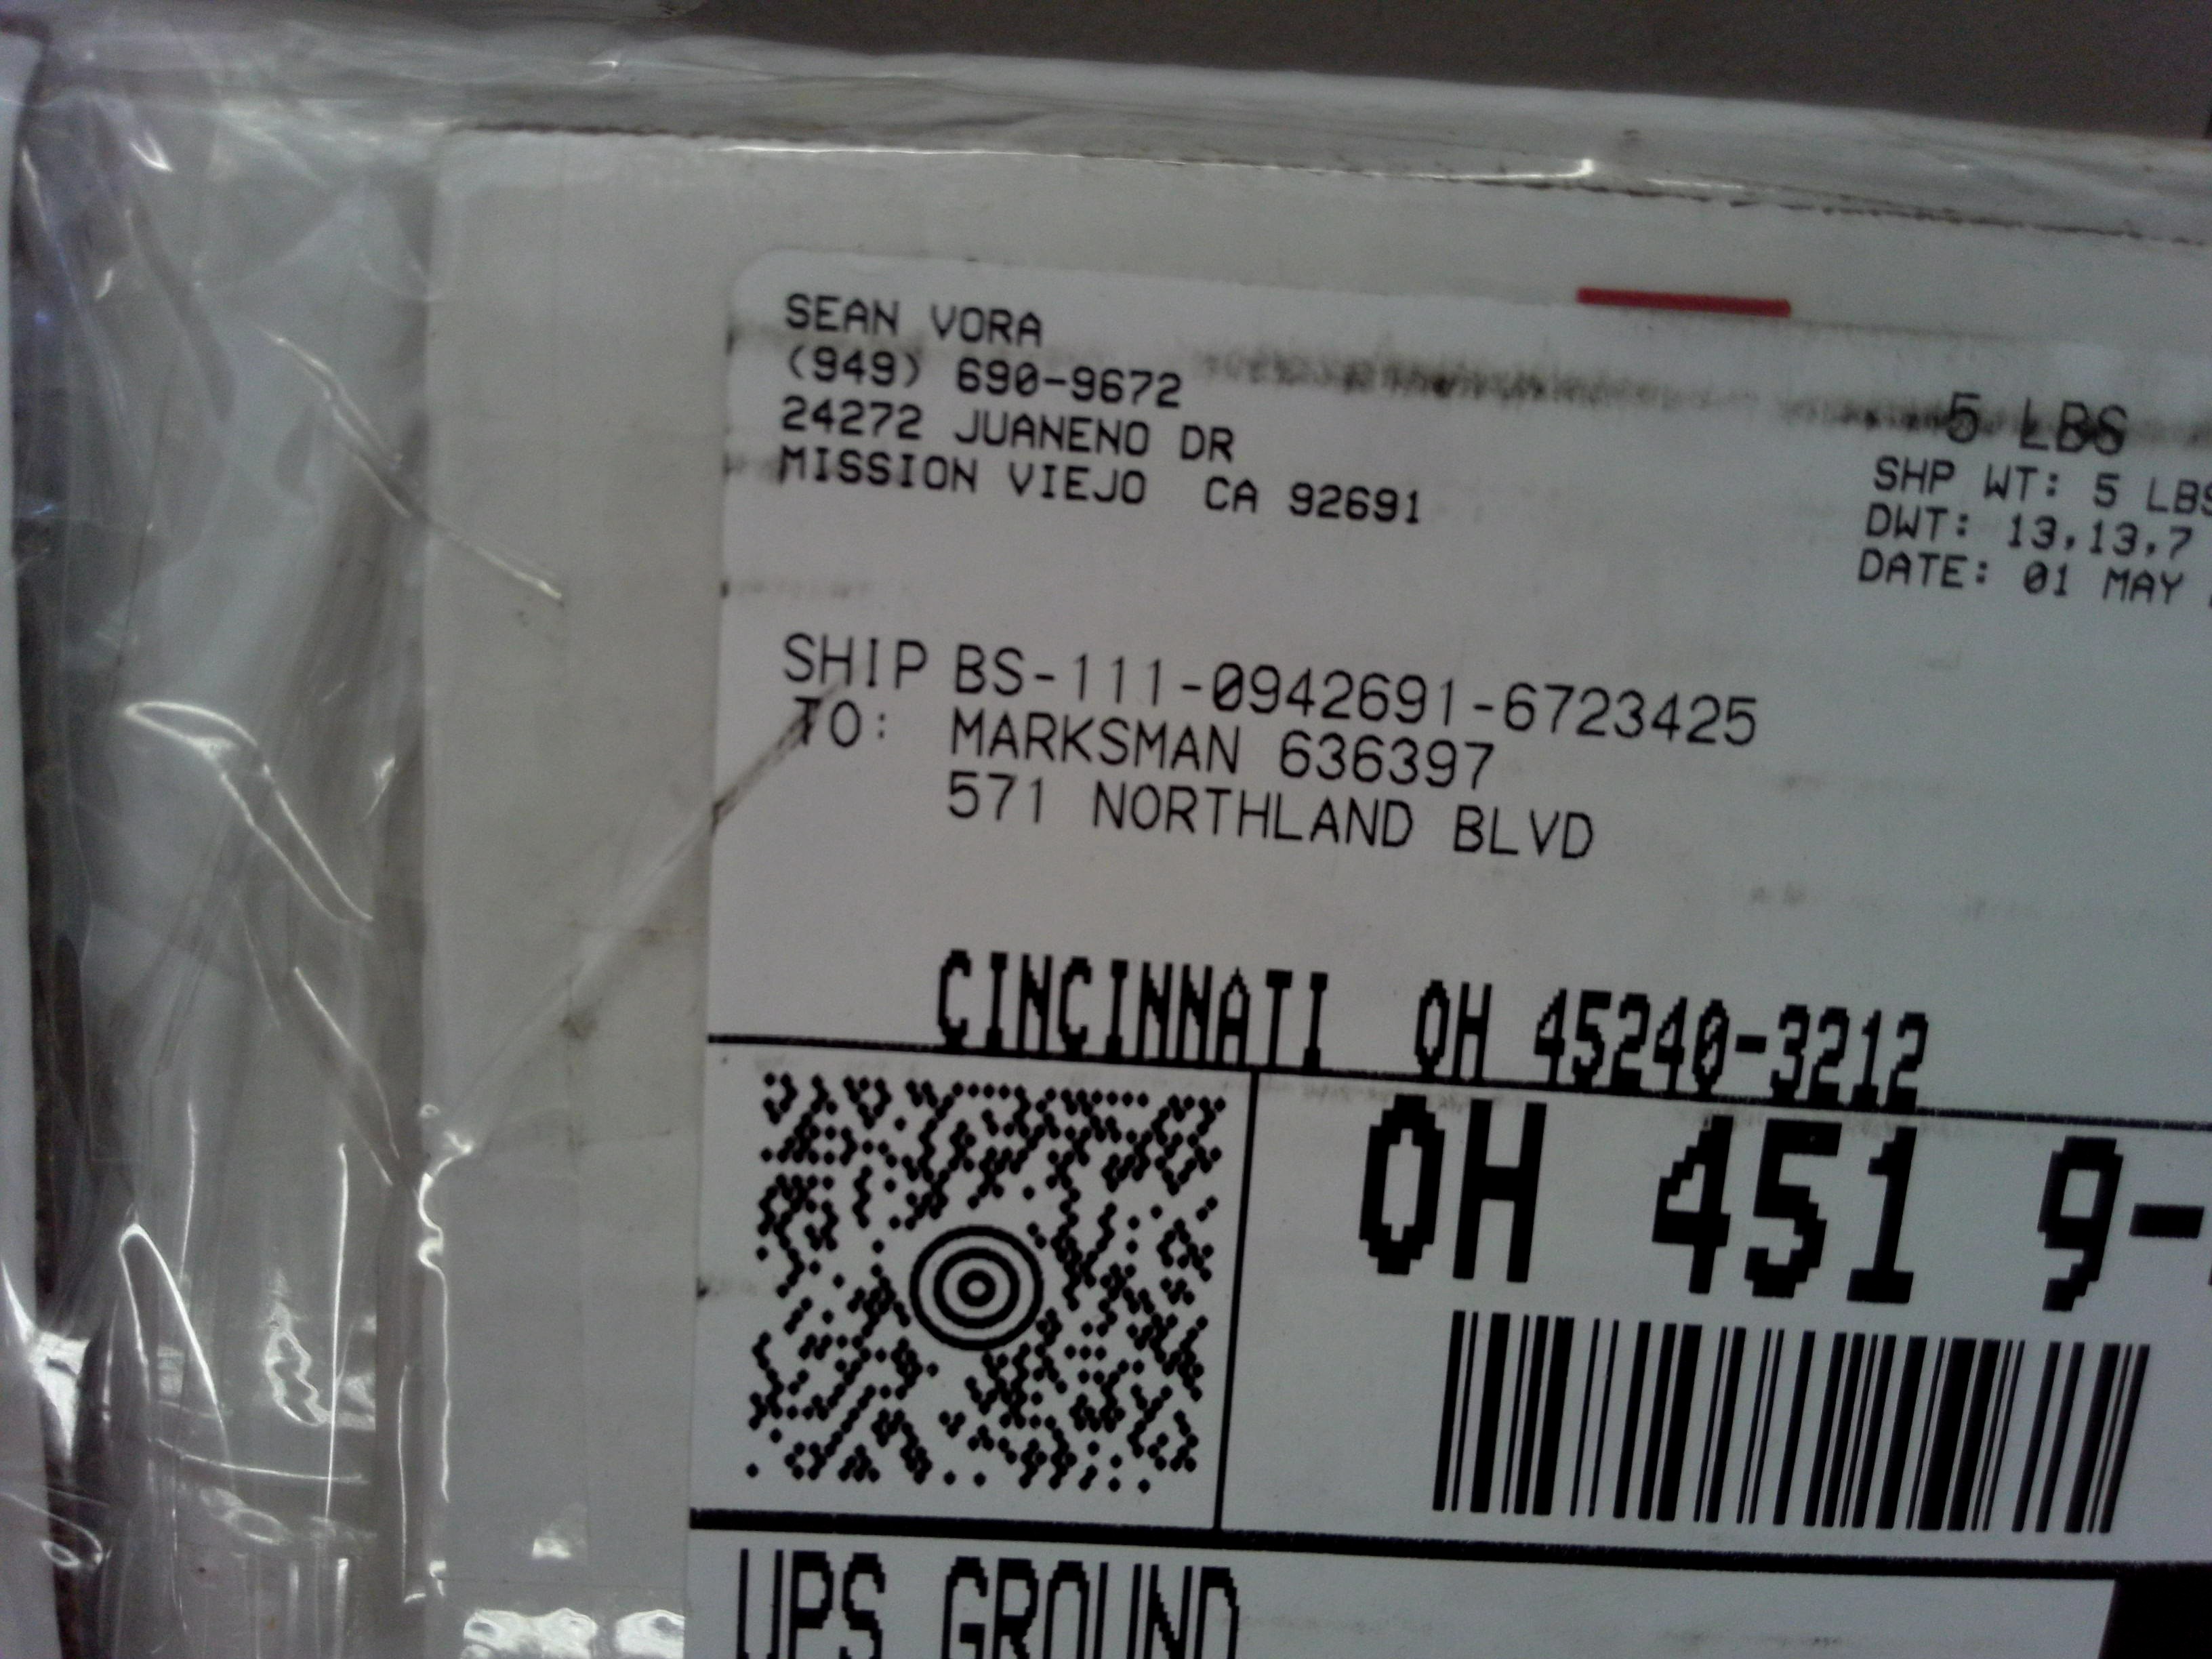 SEAN VORA
(949) 690-9672
24272 JUANENO DR
MISSION VIEJO CA 92691
5 LBS
SHP WT: 5 LBS
DWT: 13,13,7
DATE: 01 MAY
SHIP TO:
BS-111-0942691-6723425
MARKSMAN 636397
571 NORTHLAND BLVD
CINCINNATI OH 45240-3212
OH 451 9-
UPS GROUND